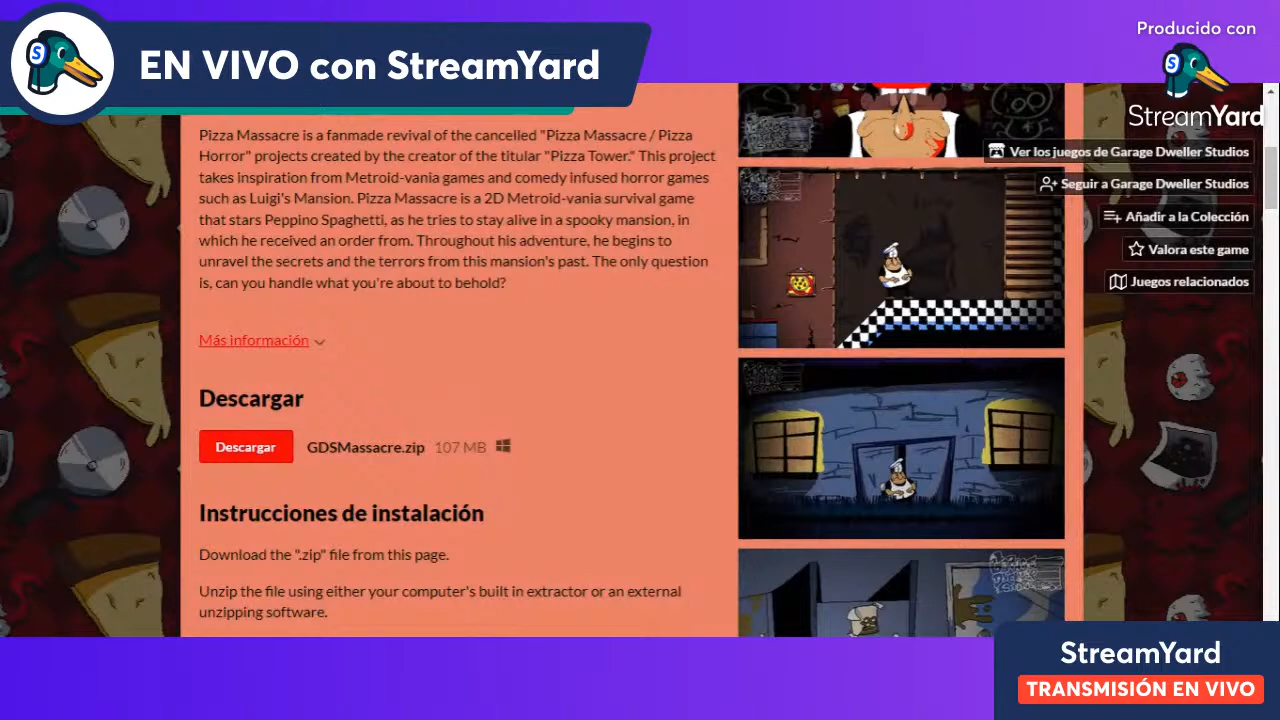 EN VIVO con StreamYard
Producido con
StreamYard
Pizza Massacre is a fanmade revival of the cancelled "Pizza Massacre / Pizza
Horror" projects created by the creator of the titular "Pizza Tower." This project
takes inspiration from Metroid-vania games and comedy infused horror games
such as Luigi's Mansion. Pizza Massacre is a 2D Metroid-vania survival game
that stars Peppino Spaghetti, as he tries to stay alive in a spooky mansion, in
which he received an order from. Throughout his adventure, he begins to
unravel the secrets and the terrors from this mansion's past. The only question
is, can you handle what you're about to behold?
Más información
Descargar
Descargar GDSMassacre.zip 107 MB
Instrucciones de instalación
Download the ".zip" file from this page.
Unzip the file using either your computer's built in extractor or an external
unzipping software.
Ver los juegos de Garage Dweller Studios
Seguir a Garage Dweller Studios
Añadir a la Colección
Valora este game
Juegos relacionados
StreamYard
TRANSMISIÓN EN VIVO